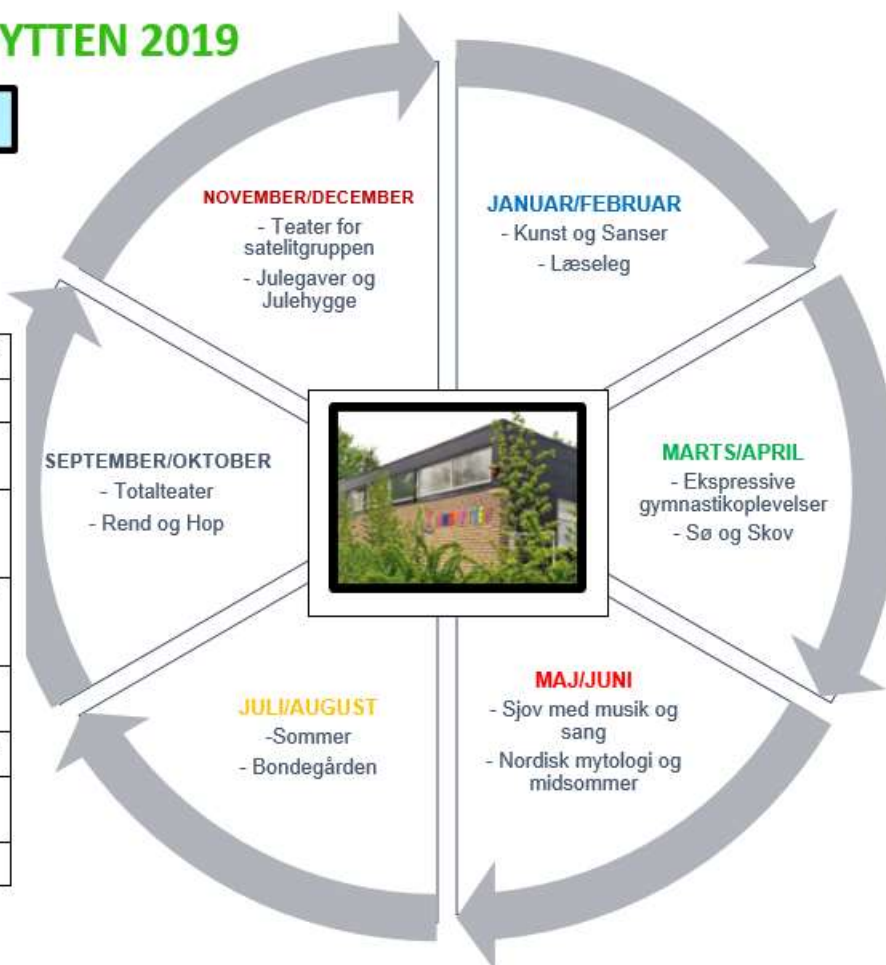 YTTEN 2019
NOVEMBER/DECEMBER
- Teater for
satelitgruppen
- Julegaver og
Julehygge
JANUAR/FEBRUAR
- Kunst og Sanser
- Læseleg
SEPTEMBER/OKTOBER
- Totalteater
- Rend og Hop
MARTS/APRIL
- Ekspressive
gymnastikoplevelser
- Sø og Skov
JULI/AUGUST
-Sommer
- Bondegården
MAJ/JUNI
- Sjov med musik og
sang
- Nordisk mytologi og
midsommer